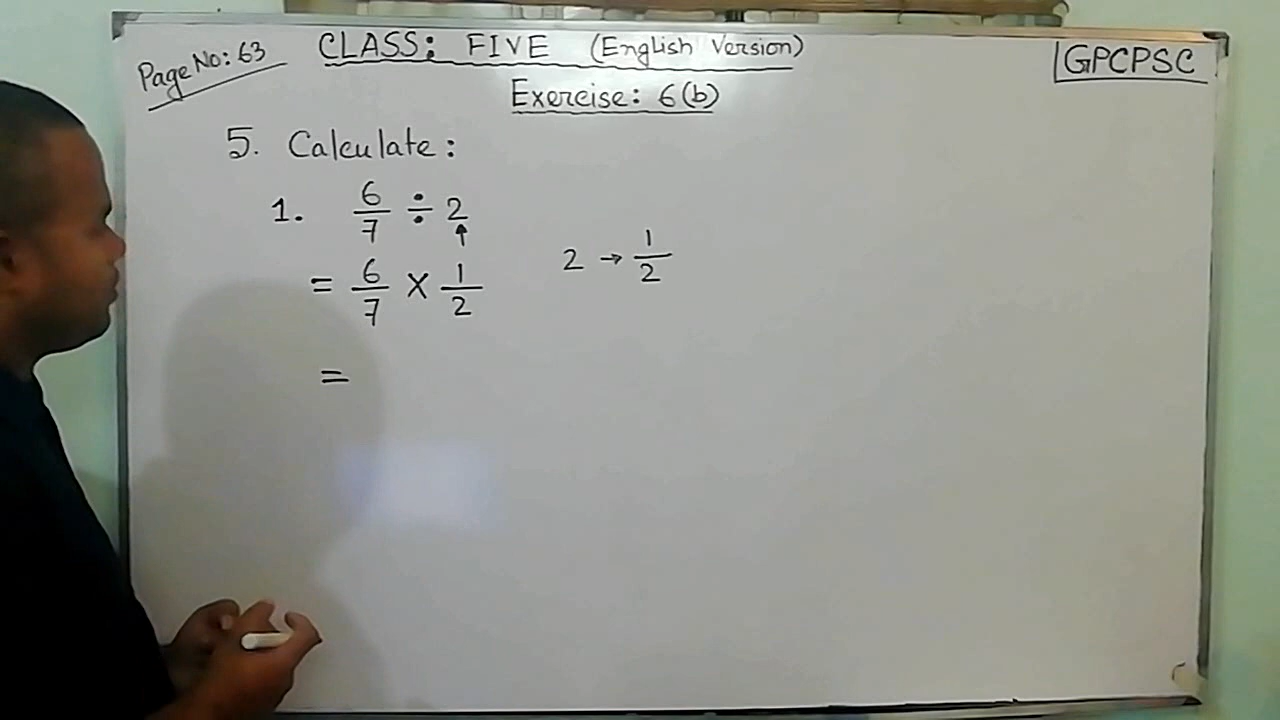 Page No: 63
CLASS: FIVE (English Version)
GPCPSC
Exercise: 6(b)
5. Calculate:
1. 6/7 ÷ 2
2 → 1/2
= 6/7 × 1/2
=